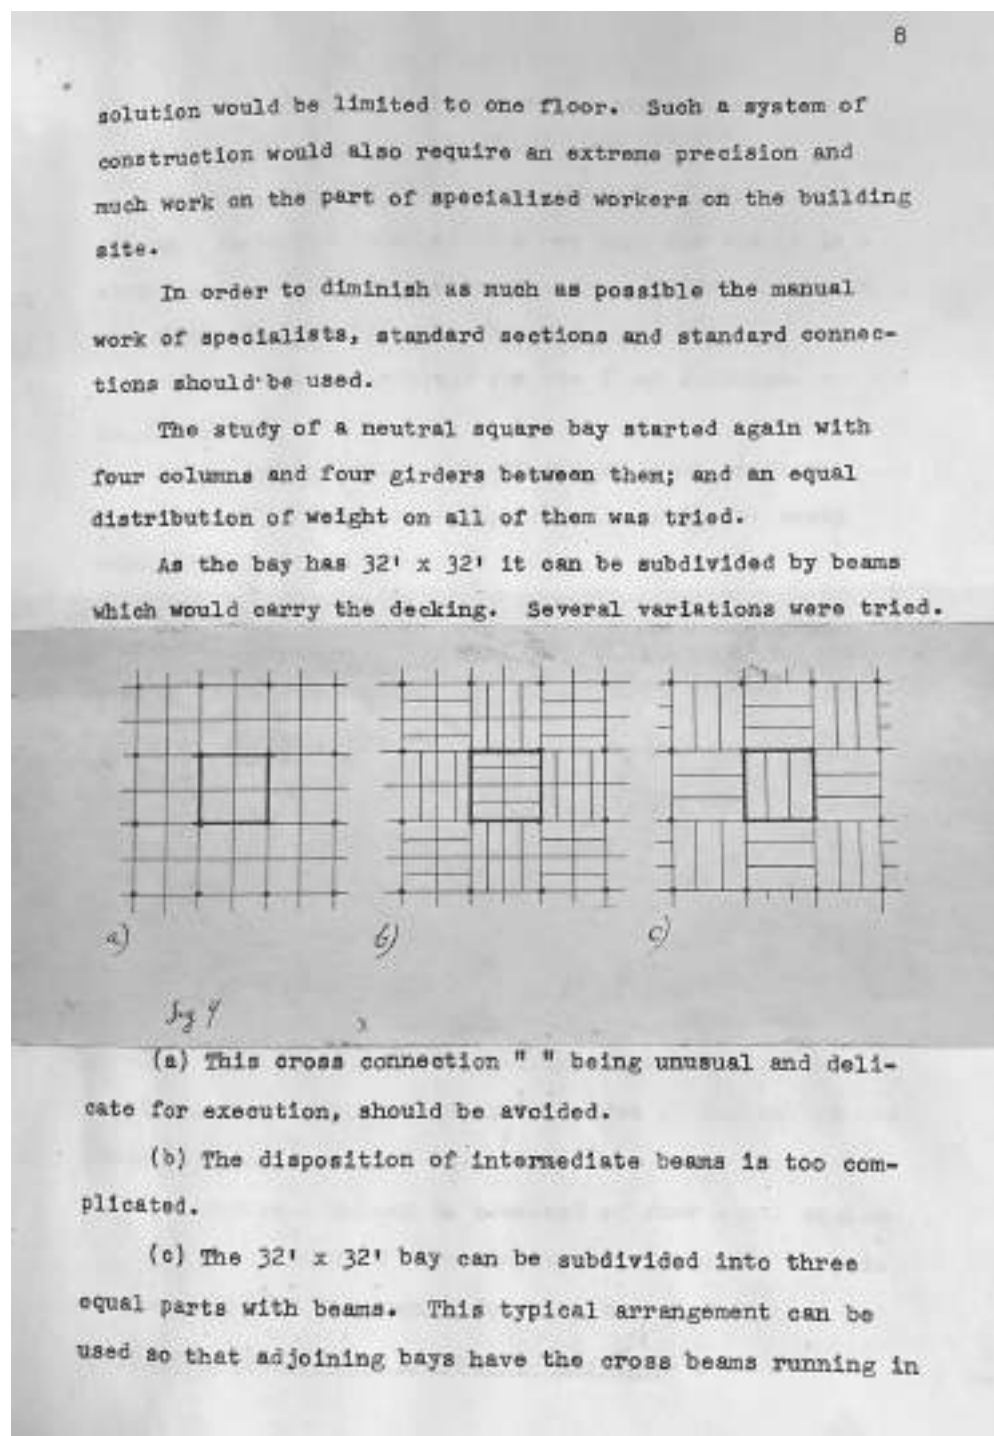 8
solution would be limited to one floor. Such a system of
construction would also require an extreme precision and
much work on the part of specialized workers on the building
site.
In order to diminish as much as possible the manual
work of specialists, standard sections and standard connec-
tions should be used.
The study of a neutral square bay started again with
four columns and four girders between them; and an equal
distribution of weight on all of them was tried.
As the bay has 32' x 32' it can be subdivided by beams
which would carry the decking. Several variations were tried.
a) b) c)
Fig 4
(a) This cross connection " " being unusual and deli-
cate for execution, should be avoided.
(b) The disposition of intermediate beams is too com-
plicated.
(c) The 32' x 32' bay can be subdivided into three
equal parts with beams. This typical arrangement can be
used so that adjoining bays have the cross beams running in